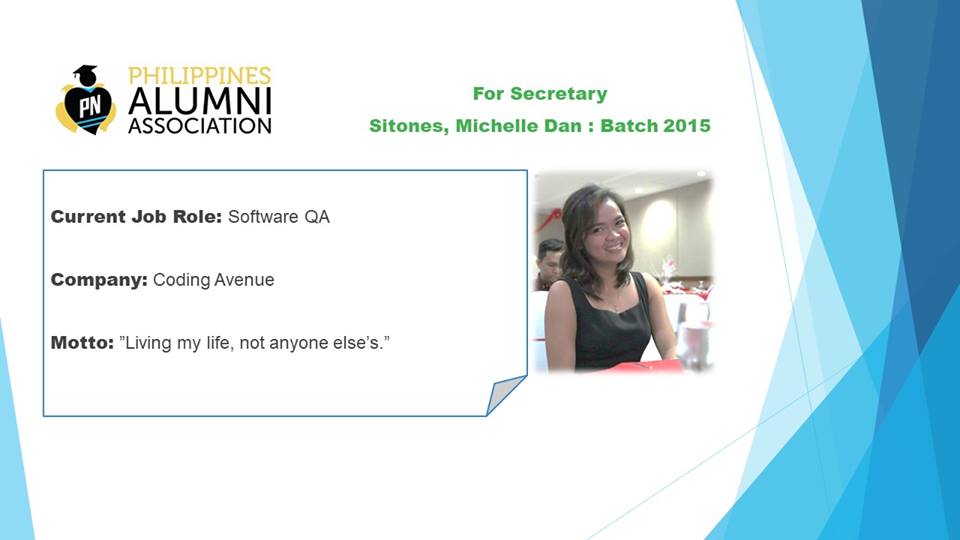 PN
PHILIPPINES
ALUMNI
ASSOCIATION
For Secretary
Sitones, Michelle Dan : Batch 2015
Current Job Role: Software QA
Company: Coding Avenue
Motto: ”Living my life, not anyone else’s.”